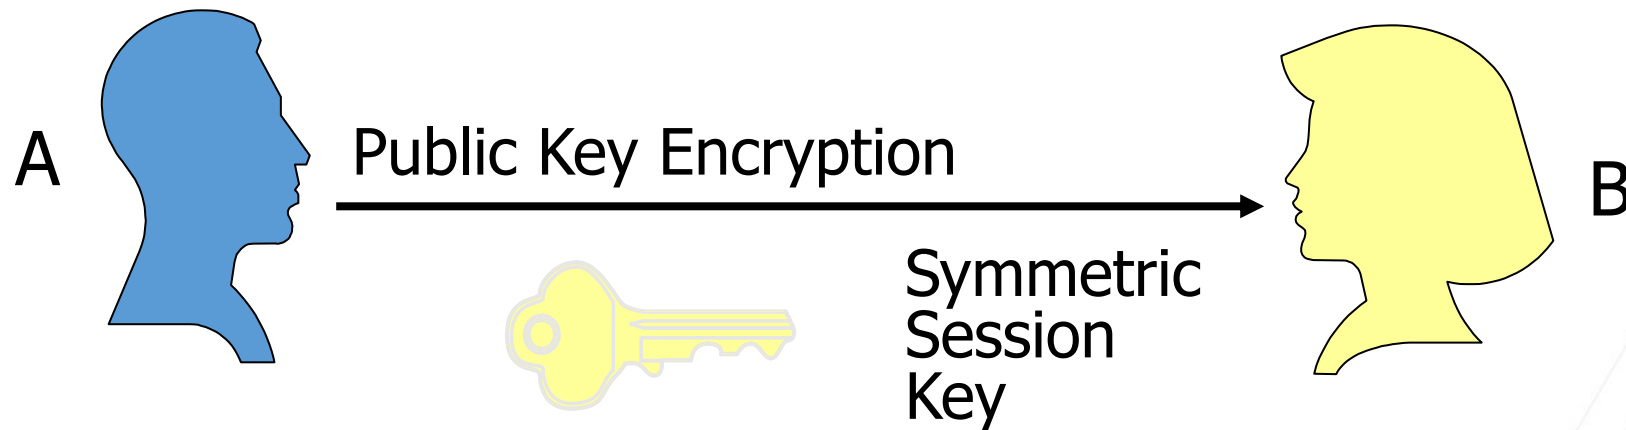 A
Public Key Encryption
B
Symmetric
Session
Key